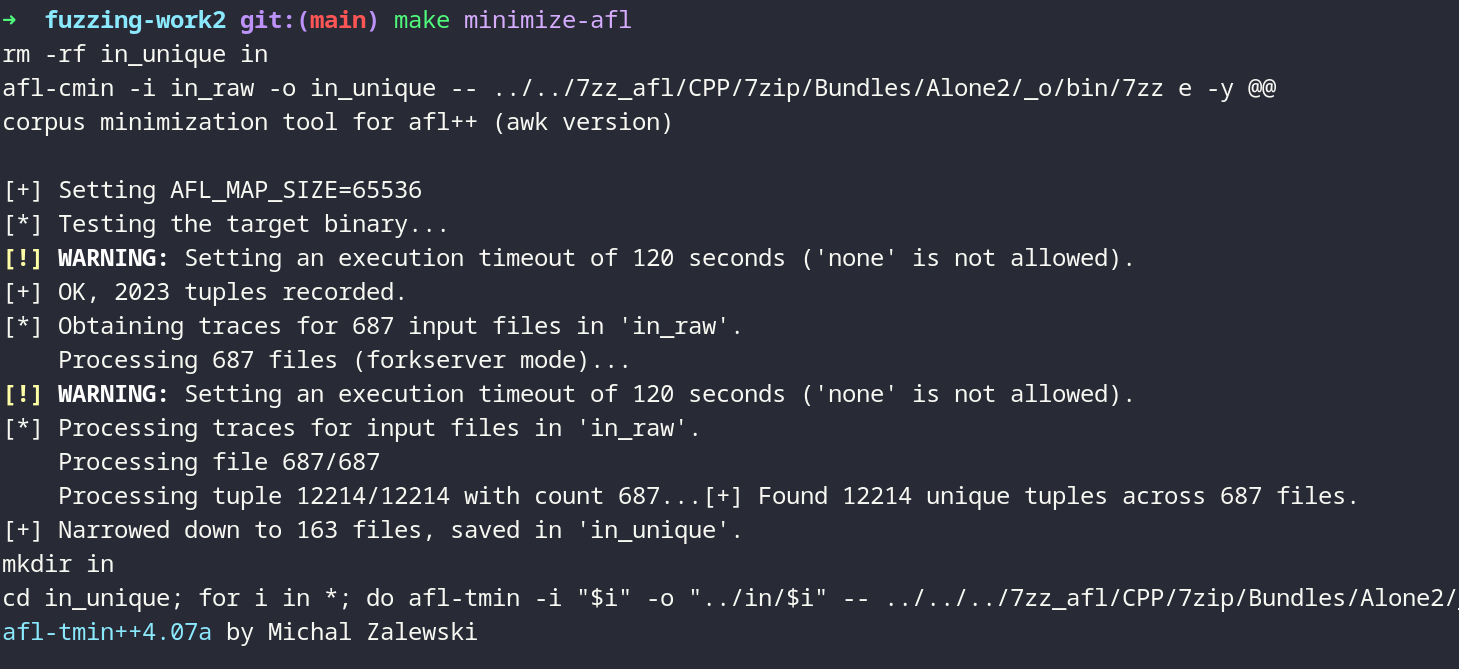 ➜  fuzzing-work2 git:(main) make minimize-afl
rm -rf in_unique in
afl-cmin -i in_raw -o in_unique -- ../../7zz_afl/CPP/7zip/Bundles/Alone2/_o/bin/7zz e -y @@
corpus minimization tool for afl++ (awk version)

[+] Setting AFL_MAP_SIZE=65536
[*] Testing the target binary...
[!] WARNING: Setting an execution timeout of 120 seconds ('none' is not allowed).
[+] OK, 2023 tuples recorded.
[*] Obtaining traces for 687 input files in 'in_raw'.
    Processing 687 files (forkserver mode)...
[!] WARNING: Setting an execution timeout of 120 seconds ('none' is not allowed).
[*] Processing traces for input files in 'in_raw'.
    Processing file 687/687
    Processing tuple 12214/12214 with count 687...[+] Found 12214 unique tuples across 687 files.
[+] Narrowed down to 163 files, saved in 'in_unique'.
mkdir in
cd in_unique; for i in *; do afl-tmin -i "$i" -o "../in/$i" -- ../../../7zz_afl/CPP/7zip/Bundles/Alone2/
afl-tmin++4.07a by Michal Zalewski